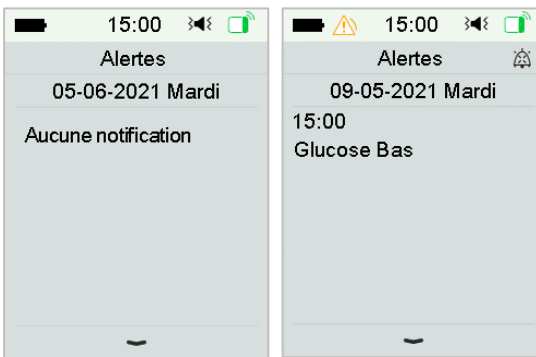 15:00
Alertes
05-06-2021 Mardi
Aucune notification
15:00
Alertes
09-05-2021 Mardi
15:00
Glucose Bas